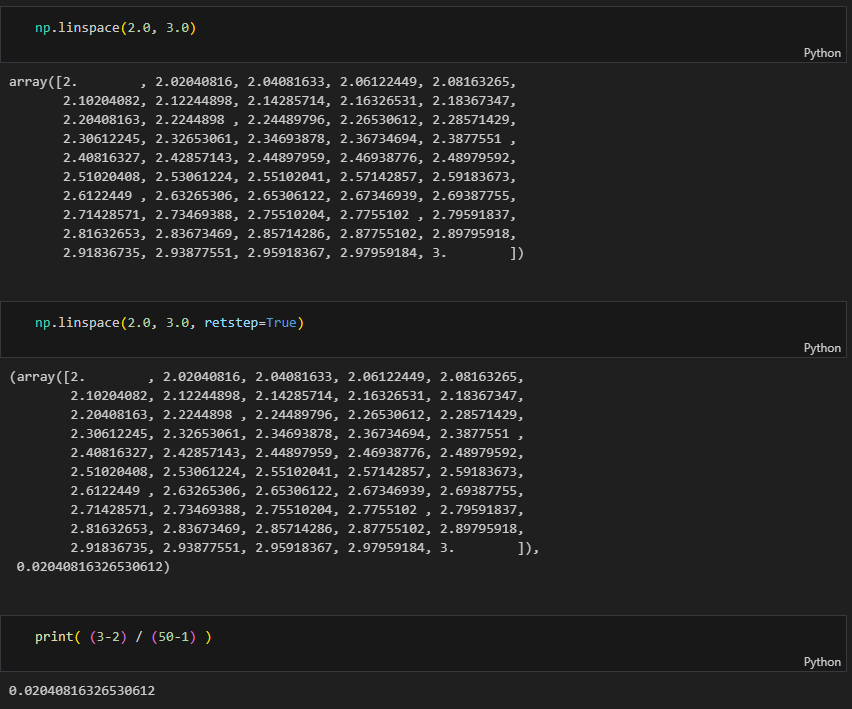 np.linspace(2.0, 3.0)
Python
array([2.        , 2.02040816, 2.04081633, 2.06122449, 2.08163265,
       2.10204082, 2.12244898, 2.14285714, 2.16326531, 2.18367347,
       2.20408163, 2.2244898 , 2.24489796, 2.26530612, 2.28571429,
       2.30612245, 2.32653061, 2.34693878, 2.36734694, 2.3877551 ,
       2.40816327, 2.42857143, 2.44897959, 2.46938776, 2.48979592,
       2.51020408, 2.53061224, 2.55102041, 2.57142857, 2.59183673,
       2.6122449 , 2.63265306, 2.65306122, 2.67346939, 2.69387755,
       2.71428571, 2.73469388, 2.75510204, 2.7755102 , 2.79591837,
       2.81632653, 2.83673469, 2.85714286, 2.87755102, 2.89795918,
       2.91836735, 2.93877551, 2.95918367, 2.97959184, 3.        ])
np.linspace(2.0, 3.0, retstep=True)
Python
(array([2.        , 2.02040816, 2.04081633, 2.06122449, 2.08163265,
        2.10204082, 2.12244898, 2.14285714, 2.16326531, 2.18367347,
        2.20408163, 2.2244898 , 2.24489796, 2.26530612, 2.28571429,
        2.30612245, 2.32653061, 2.34693878, 2.36734694, 2.3877551 ,
        2.40816327, 2.42857143, 2.44897959, 2.46938776, 2.48979592,
        2.51020408, 2.53061224, 2.55102041, 2.57142857, 2.59183673,
        2.6122449 , 2.63265306, 2.65306122, 2.67346939, 2.69387755,
        2.71428571, 2.73469388, 2.75510204, 2.7755102 , 2.79591837,
        2.81632653, 2.83673469, 2.85714286, 2.87755102, 2.89795918,
        2.91836735, 2.93877551, 2.95918367, 2.97959184, 3.        ]),
 0.02040816326530612)
print( (3-2) / (50-1) )
Python
0.02040816326530612